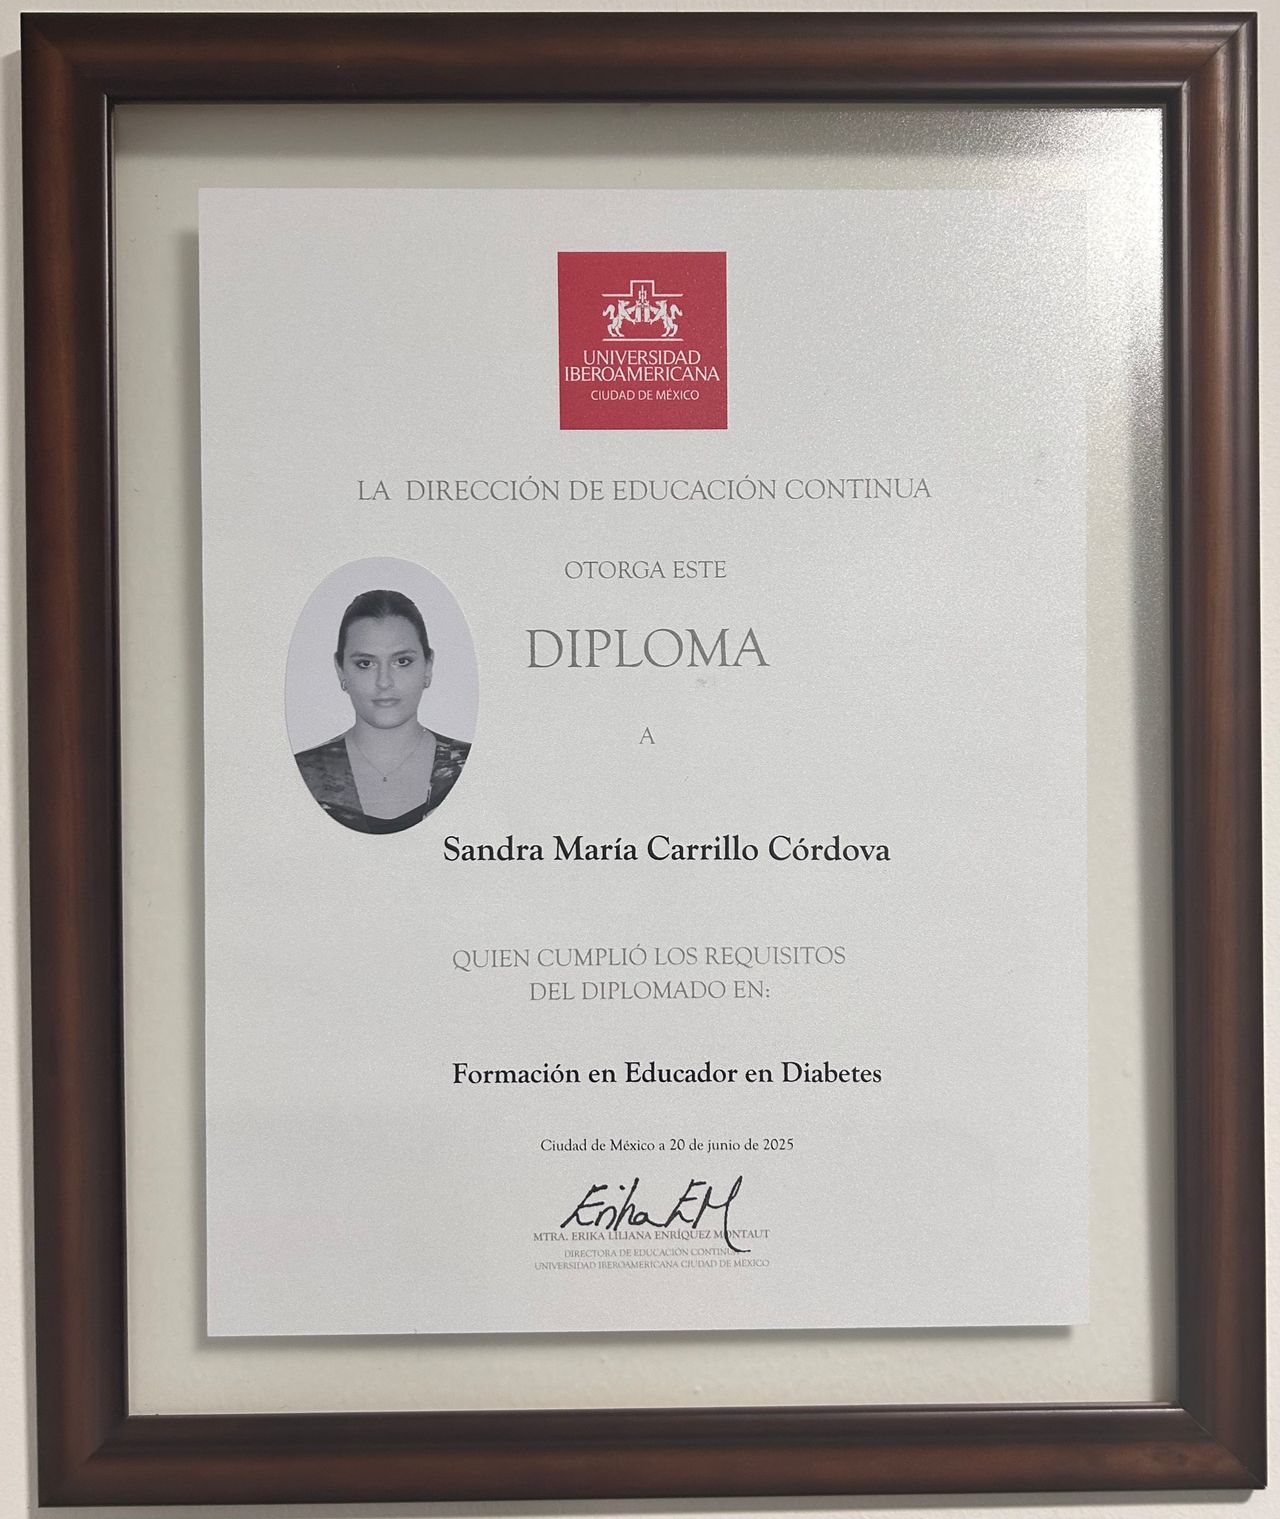 UNIVERSIDAD
IBEROAMERICANA
CIUDAD DE MÉXICO
LA DIRECCIÓN DE EDUCACIÓN CONTINUA
OTORGA ESTE
DIPLOMA
A
Sandra María Carrillo Córdova
QUIEN CUMPLIÓ LOS REQUISITOS
DEL DIPLOMADO EN:
Formación en Educador en Diabetes
Ciudad de México a 20 de junio de 2025
Erika EM
MTRA. ERIKA LILIANA ENRÍQUEZ MONTAUT
DIRECTORA DE EDUCACIÓN CONTINUA
UNIVERSIDAD IBEROAMERICANA CIUDAD DE MÉXICO